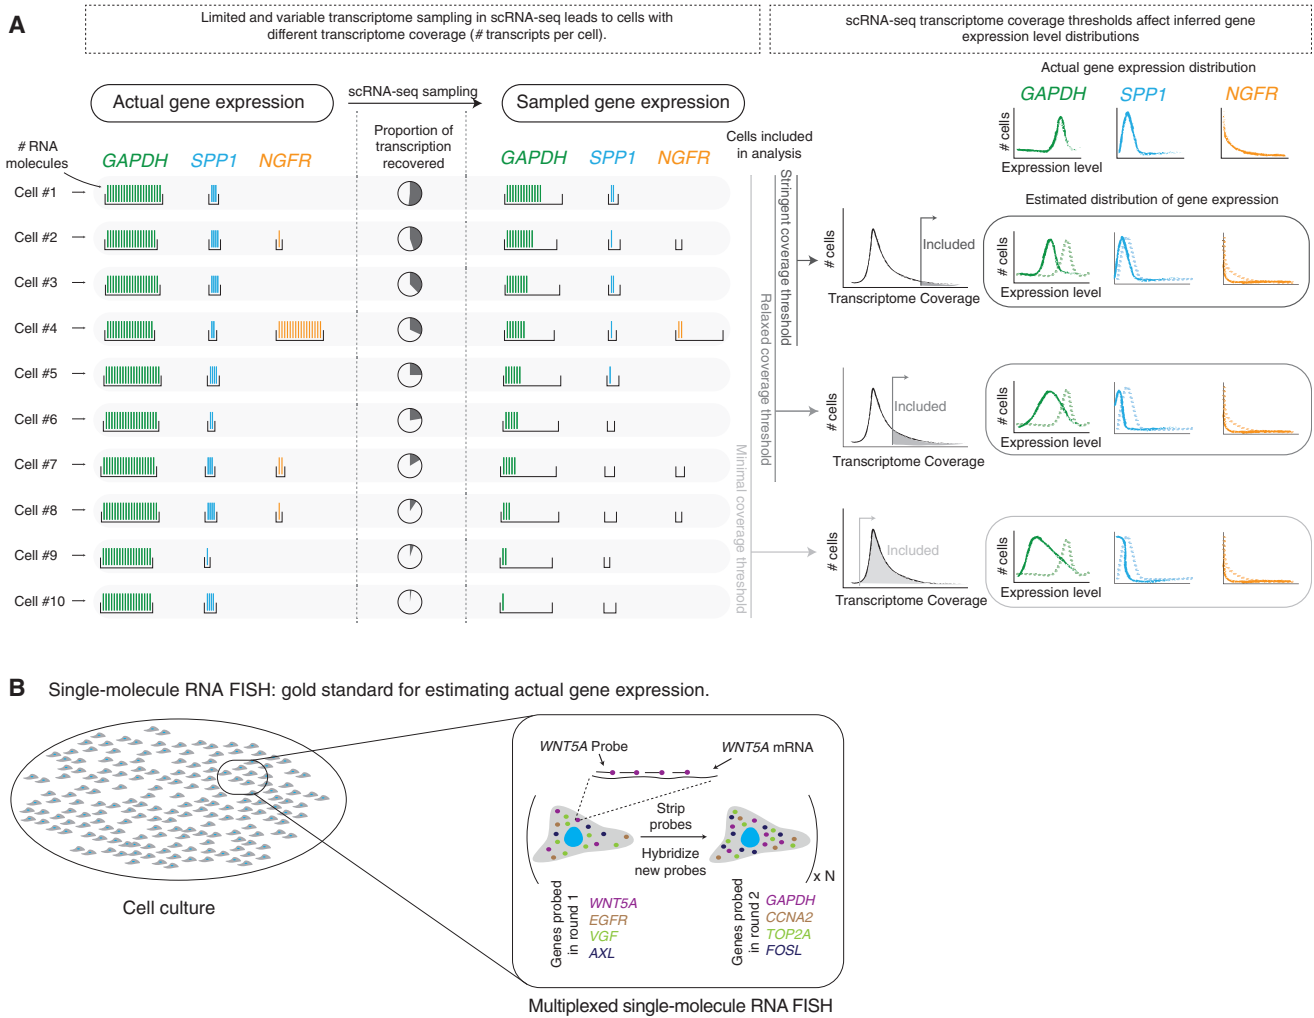 A
Limited and variable transcriptome sampling in scRNA-seq leads to cells with
different transcriptome coverage (# transcripts per cell).
scRNA-seq transcriptome coverage thresholds affect inferred gene
expression level distributions
Actual gene expression
scRNA-seq sampling
Sampled gene expression
Proportion of
transcription
recovered
Cells included
in analysis
# RNA
molecules
GAPDH
SPP1
NGFR
GAPDH
SPP1
NGFR
Cell #1
Cell #2
Cell #3
Cell #4
Cell #5
Cell #6
Cell #7
Cell #8
Cell #9
Cell #10
Stringent coverage threshold
Relaxed coverage threshold
Minimal coverage threshold
Actual gene expression distribution
GAPDH
SPP1
NGFR
# cells
Expression level
Estimated distribution of gene expression
# cells
Included
Transcriptome Coverage
# cells
Expression level
# cells
Included
Transcriptome Coverage
# cells
Expression level
# cells
Included
Transcriptome Coverage
# cells
Expression level
B
Single-molecule RNA FISH: gold standard for estimating actual gene expression.
Cell culture
WNT5A Probe
WNT5A mRNA
Strip
probes
Hybridize
new probes
x N
Genes probed
in round 1
WNT5A
EGFR
VGF
AXL
Genes probed
in round 2
GAPDH
CCNA2
TOP2A
FOSL
Multiplexed single-molecule RNA FISH